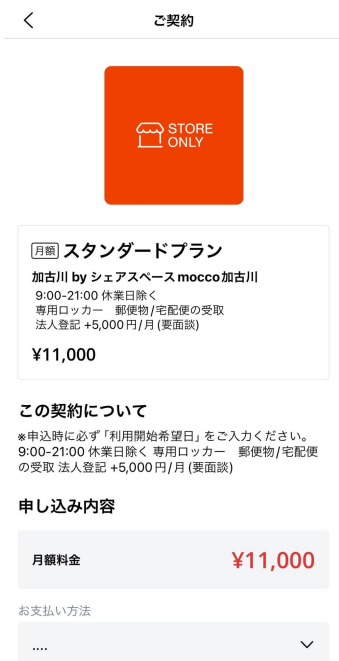 ご契約
STORE
ONLY
月額 スタンダードプラン
加古川 by シェアスペースmocco加古川
9:00-21:00 休業日除く
専用ロッカー　郵便物/宅配便の受取
法人登記 +5,000円/月(要面談)
¥11,000
この契約について
※申込時に必ず「利用開始希望日」をご入力ください。
9:00-21:00 休業日除く 専用ロッカー　郵便物/宅配便
の受取 法人登記 +5,000円/月(要面談)
申し込み内容
月額料金 ¥11,000
お支払い方法
....